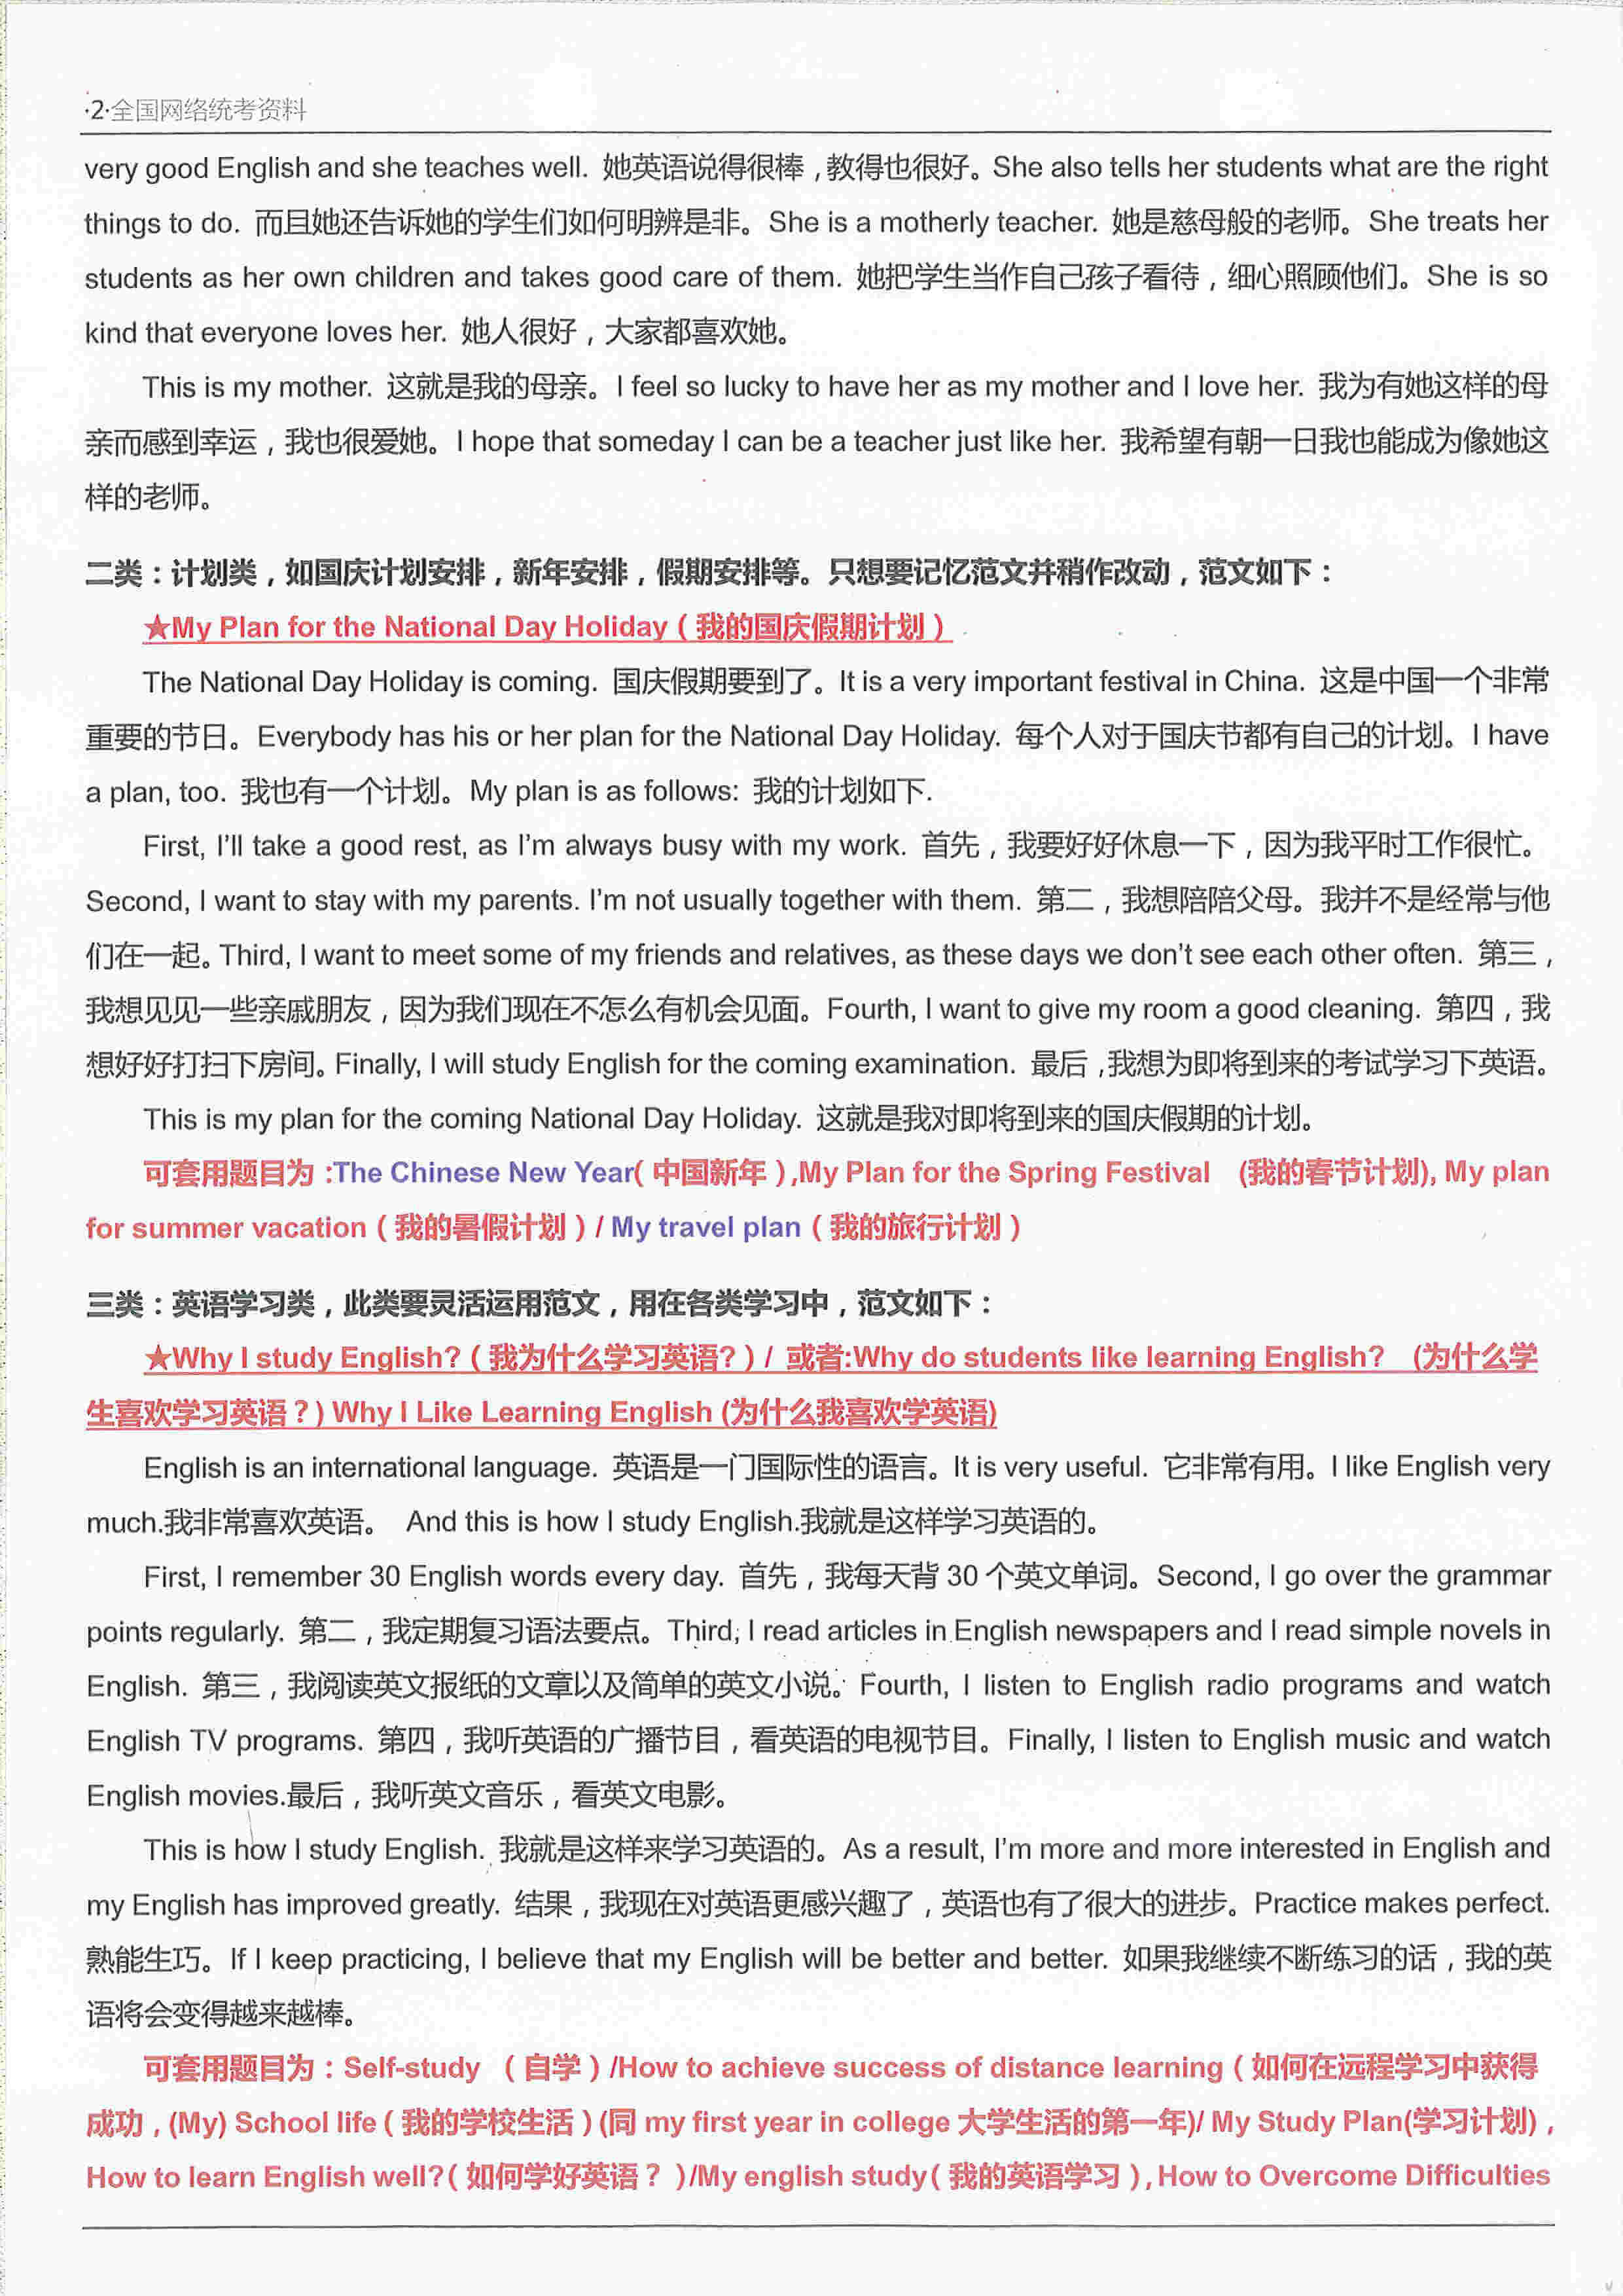 ·2·全国网络统考资料
very good English and she teaches well. 她英语说得很棒，教得也很好。She also tells her students what are the right
things to do. 而且她还告诉她的学生们如何明辨是非。She is a motherly teacher. 她是慈母般的老师。She treats her
students as her own children and takes good care of them. 她把学生当作自己孩子看待，细心照顾他们。She is so
kind that everyone loves her. 她人很好，大家都喜欢她。
This is my mother. 这就是我的母亲。I feel so lucky to have her as my mother and I love her. 我为有她这样的母
亲而感到幸运，我也很爱她。I hope that someday I can be a teacher just like her. 我希望有朝一日我也能成为像她这
样的老师。
二类：计划类，如国庆计划安排，新年安排，假期安排等。只想要记忆范文并稍作改动，范文如下：
★My Plan for the National Day Holiday（我的国庆假期计划）
The National Day Holiday is coming. 国庆假期要到了。It is a very important festival in China. 这是中国一个非常
重要的节日。Everybody has his or her plan for the National Day Holiday. 每个人对于国庆节都有自己的计划。I have
a plan, too. 我也有一个计划。My plan is as follows: 我的计划如下.
First, I'll take a good rest, as I'm always busy with my work. 首先，我要好好休息一下，因为我平时工作很忙。
Second, I want to stay with my parents. I'm not usually together with them. 第二，我想陪陪父母。我并不是经常与他
们在一起。Third, I want to meet some of my friends and relatives, as these days we don't see each other often. 第三，
我想见见一些亲戚朋友，因为我们现在不怎么有机会见面。Fourth, I want to give my room a good cleaning. 第四，我
想好好打扫下房间。Finally, I will study English for the coming examination. 最后，我想为即将到来的考试学习下英语。
This is my plan for the coming National Day Holiday. 这就是我对即将到来的国庆假期的计划。
可套用题目为:The Chinese New Year(中国新年),My Plan for the Spring Festival (我的春节计划), My plan
for summer vacation（我的暑假计划）/ My travel plan（我的旅行计划）
三类：英语学习类，此类要灵活运用范文，用在各类学习中，范文如下：
★Why I study English?（我为什么学习英语?）/ 或者:Why do students like learning English? (为什么学
生喜欢学习英语？) Why I Like Learning English (为什么我喜欢学英语)
English is an international language. 英语是一门国际性的语言。It is very useful. 它非常有用。I like English very
much.我非常喜欢英语。 And this is how I study English.我就是这样学习英语的。
First, I remember 30 English words every day. 首先，我每天背 30 个英文单词。Second, I go over the grammar
points regularly. 第二，我定期复习语法要点。Third, I read articles in English newspapers and I read simple novels in
English. 第三，我阅读英文报纸的文章以及简单的英文小说。Fourth, I listen to English radio programs and watch
English TV programs. 第四，我听英语的广播节目，看英语的电视节目。Finally, I listen to English music and watch
English movies.最后，我听英文音乐，看英文电影。
This is how I study English. 我就是这样来学习英语的。As a result, I'm more and more interested in English and
my English has improved greatly. 结果，我现在对英语更感兴趣了，英语也有了很大的进步。Practice makes perfect.
熟能生巧。If I keep practicing, I believe that my English will be better and better. 如果我继续不断练习的话，我的英
语将会变得越来越棒。
可套用题目为：Self-study （自学）/How to achieve success of distance learning（如何在远程学习中获得
成功，(My) School life（我的学校生活）(同 my first year in college 大学生活的第一年)/ My Study Plan(学习计划)，
How to learn English well?(如何学好英语？)/My english study(我的英语学习), How to Overcome Difficulties